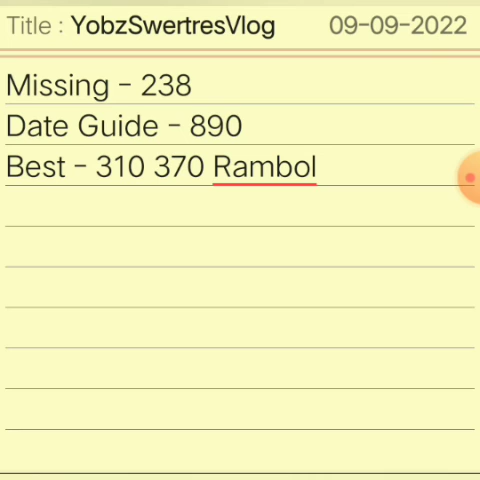 Title : YobzSwertresVlog 09-09-2022
Missing - 238
Date Guide - 890
Best - 310 370 Rambol